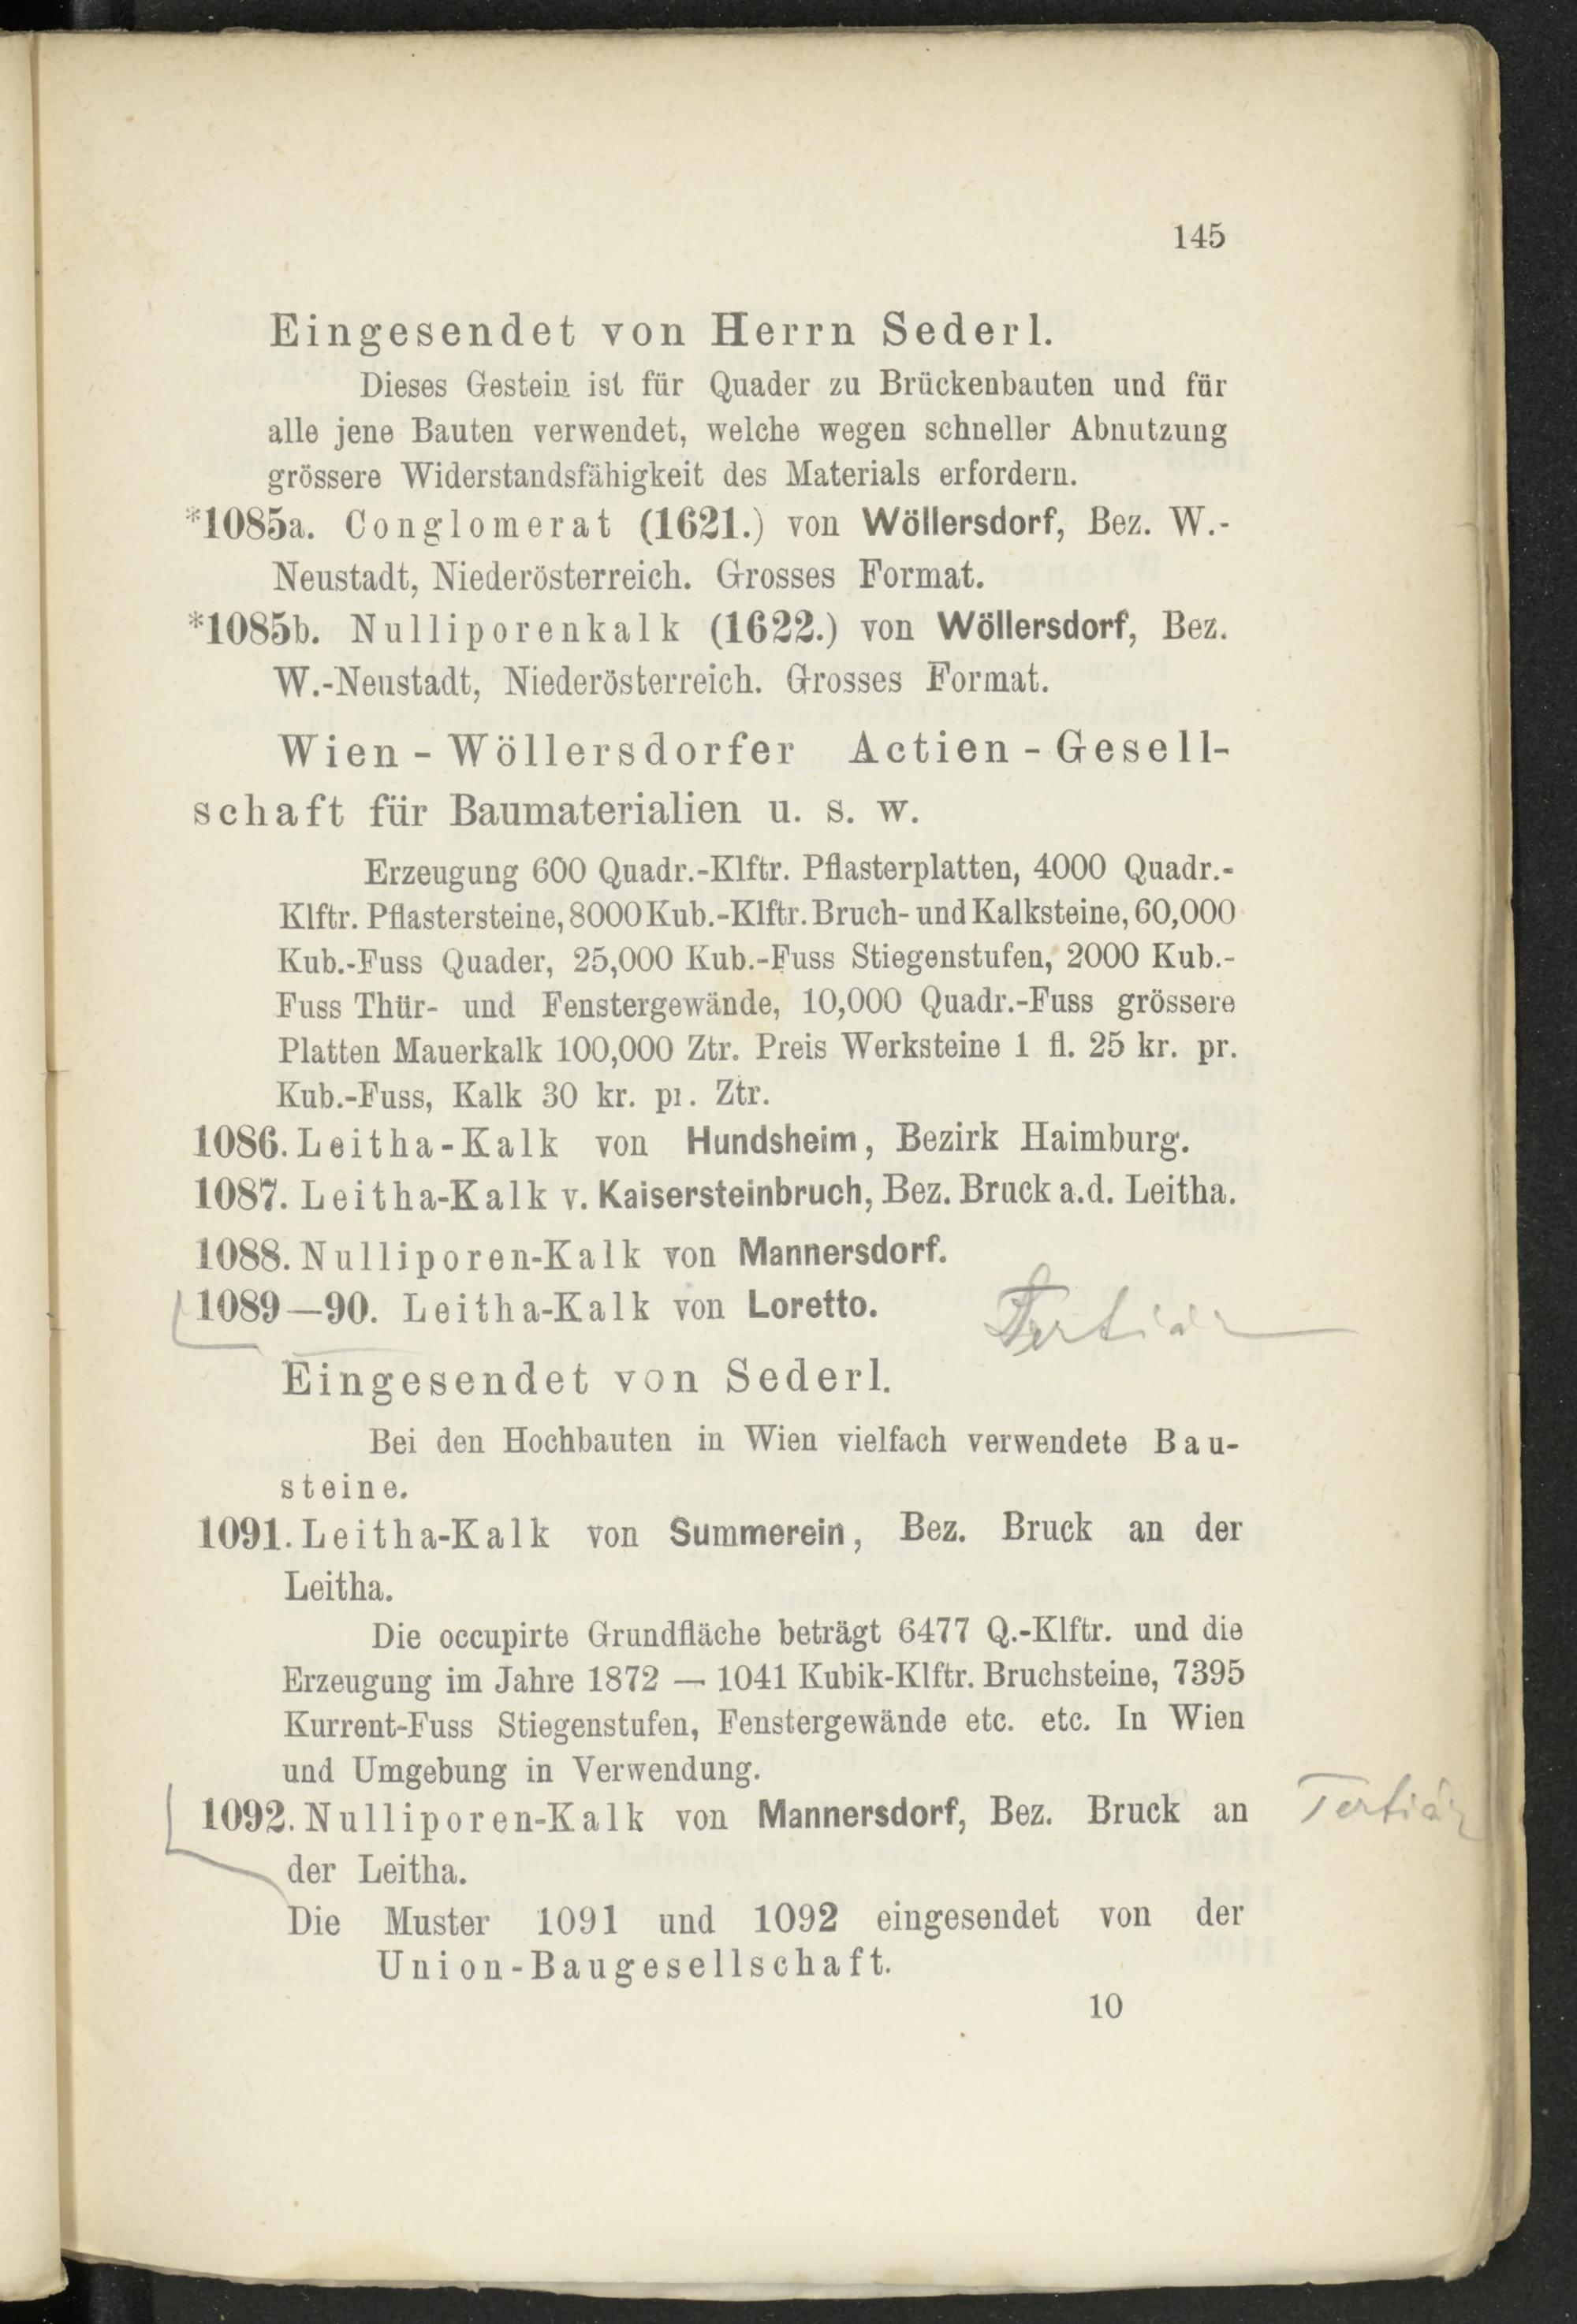 145
Eingesendet von Herrn Sederl.
Dieses Gestein ist für Quader zu Brückenbauten und für
alle jene Bauten verwendet, welche wegen schneller Abnutzung
grössere Widerstandsfähigkeit des Materials erfordern.
*1085a. Conglomerat (1621.) von Wöllersdorf, Bez. W.-
Neustadt, Niederösterreich. Grosses Format.
*1085b. Nulliporenkalk (1622.) von Wöllersdorf, Bez.
W.-Neustadt, Niederösterreich. Grosses Format.
Wien-Wöllersdorfer Actien-Gesell-
schaft für Baumaterialien u. s. w.
Erzeugung 600 Quadr.-Klftr. Pflasterplatten, 4000 Quadr.-
Klftr. Pflastersteine, 8000 Kub.-Klftr. Bruch- und Kalksteine, 60,000
Kub.-Fuss Quader, 25,000 Kub.-Fuss Stiegenstufen, 2000 Kub.-
Fuss Thür- und Fenstergewände, 10,000 Quadr.-Fuss grössere
Platten Mauerkalk 100,000 Ztr. Preis Werksteine 1 fl. 25 kr. pr.
Kub.-Fuss, Kalk 30 kr. pr. Ztr.
1086. Leitha-Kalk von Hundsheim, Bezirk Haimburg.
1087. Leitha-Kalk v. Kaisersteinbruch, Bez. Bruck a.d. Leitha.
1088. Nulliporen-Kalk von Mannersdorf.
1089—90. Leitha-Kalk von Loretto. Tertiär
Eingesendet von Sederl.
Bei den Hochbauten in Wien vielfach verwendete Bau-
steine.
1091. Leitha-Kalk von Summerein, Bez. Bruck an der
Leitha.
Die occupirte Grundfläche beträgt 6477 Q.-Klftr. und die
Erzeugung im Jahre 1872 — 1041 Kubik-Klftr. Bruchsteine, 7395
Kurrent-Fuss Stiegenstufen, Fenstergewände etc. etc. In Wien
und Umgebung in Verwendung.
1092. Nulliporen-Kalk von Mannersdorf, Bez. Bruck an Tertiär
der Leitha.
Die Muster 1091 und 1092 eingesendet von der
Union-Baugesellschaft.
10